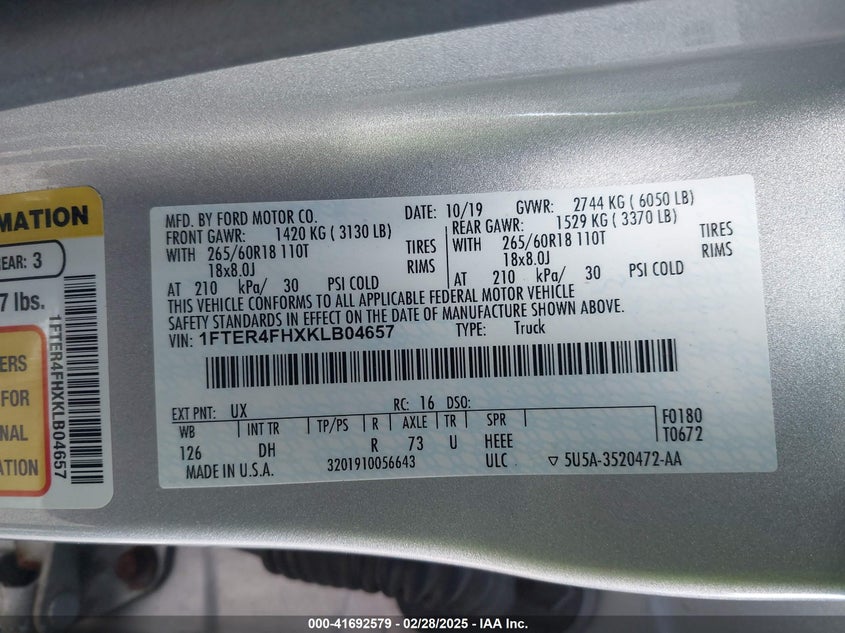 MATION
REAR: 3
7 lbs.
ERS
FOR
NAL
ATION
1FTER4FHXKLB04657
MFD. BY FORD MOTOR CO. DATE: 10/19 GVWR: 2744 KG ( 6050 LB)
FRONT GAWR: 1420 KG ( 3130 LB) REAR GAWR: 1529 KG ( 3370 LB)
WITH 265/60R18 110T TIRES WITH 265/60R18 110T TIRES
18x8.0J RIMS 18x8.0J RIMS
AT 210 kPa/ 30 PSI COLD AT 210 kPa/ 30 PSI COLD
THIS VEHICLE CONFORMS TO ALL APPLICABLE FEDERAL MOTOR VEHICLE
SAFETY STANDARDS IN EFFECT ON THE DATE OF MANUFACTURE SHOWN ABOVE.
VIN: 1FTER4FHXKLB04657 TYPE: Truck
EXT PNT: UX RC: 16 DSO:
WB INT TR TP/PS R AXLE TR SPR F0180
126 DH R 73 U HEEE T0672
MADE IN U.S.A. 3201910056643 ULC ▽ 5U5A-3520472-AA
000-41692579 - 02/28/2025 - IAA Inc.